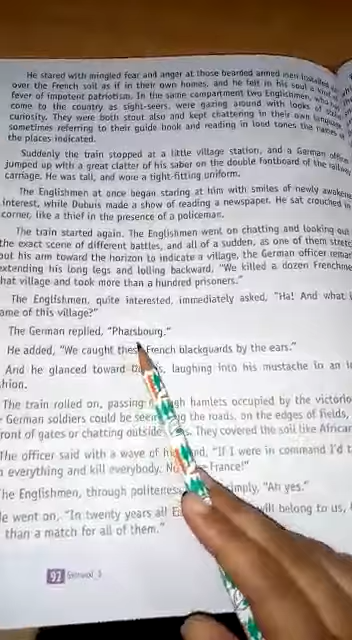 He stared with mingled fear and anger at those bearded armed men installed
over the French soil as if in their own homes, and he felt in his soul a kind of
fever of impotent patriotism. In the same compartment two Englishmen, who had
come to the country as sight-seers, were gazing around with looks of
curiosity. They were both stout also and kept chattering in their own language,
sometimes referring to their guide book and reading in loud tones the names of
the places indicated.
Suddenly the train stopped at a little village station, and a German officer
jumped up with a great clatter of his saber on the double footboard of the railway
carriage. He was tall, and wore a tight-fitting uniform.
The Englishmen at once began staring at him with smiles of newly awakene
interest, while Dubuis made a show of reading a newspaper. He sat crouched in
corner, like a thief in the presence of a policeman.
The train started again. The Englishmen went on chatting and looking out
the exact scene of different battles, and all of a sudden, as one of them stretc
out his arm toward the horizon to indicate a village, the German officer remar
extending his long legs and lolling backward, "We killed a dozen Frenchme
that village and took more than a hundred prisoners."
The Englishmen, quite interested, immediately asked, "Ha! And what i
ame of this village?"
The German replied, "Pharsbourg."
He added, "We caught these French blackguards by the ears."
And he glanced toward laughing into his mustache in an i
hion.
The train rolled on, passing hamlets occupied by the victorio
German soldiers could be seen the roads, on the edges of fields,
ront of gates or chatting outside They covered the soil like African
The officer said with a wave of his "If I were in command I'd t
everything and kill everybody. No France!"
he Englishmen, through politeness simply, "Ah yes."
e went on, "In twenty years all will belong to us,
than a match for all of them."
92 General_5